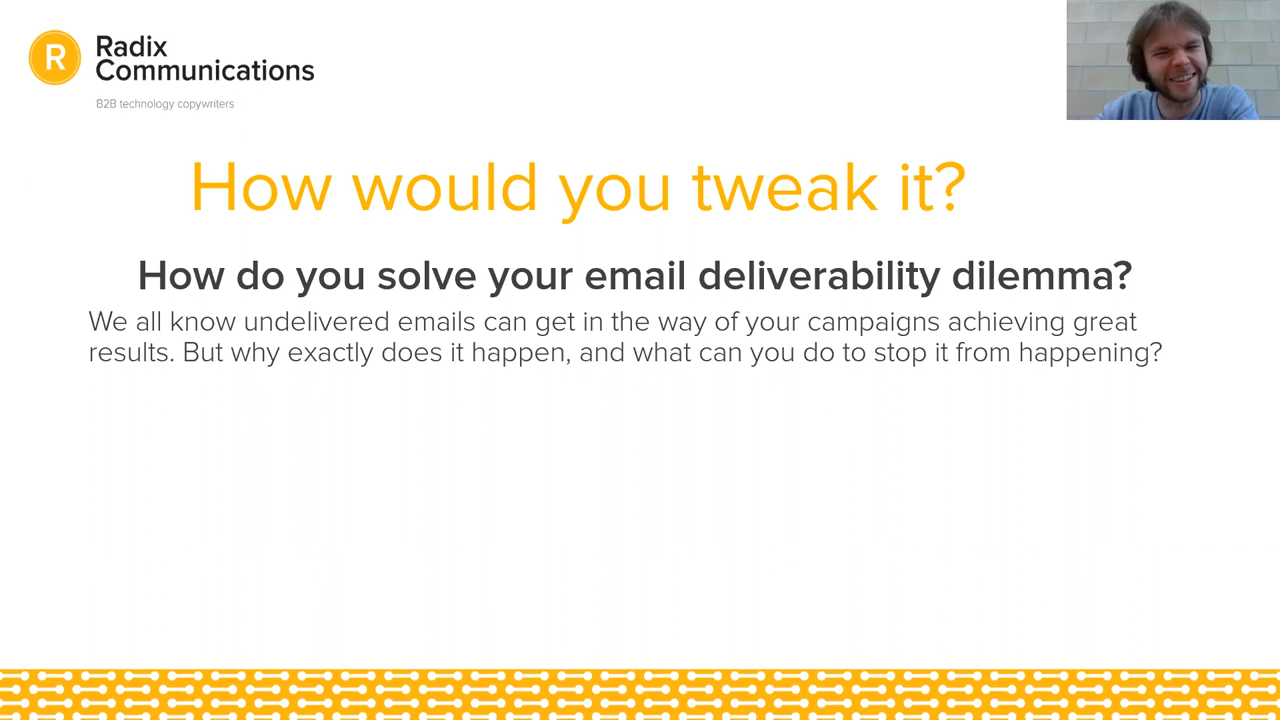 R
Radix
Communications
B2B technology copywriters
How would you tweak it?
How do you solve your email deliverability dilemma?
We all know undelivered emails can get in the way of your campaigns achieving great
results. But why exactly does it happen, and what can you do to stop it from happening?